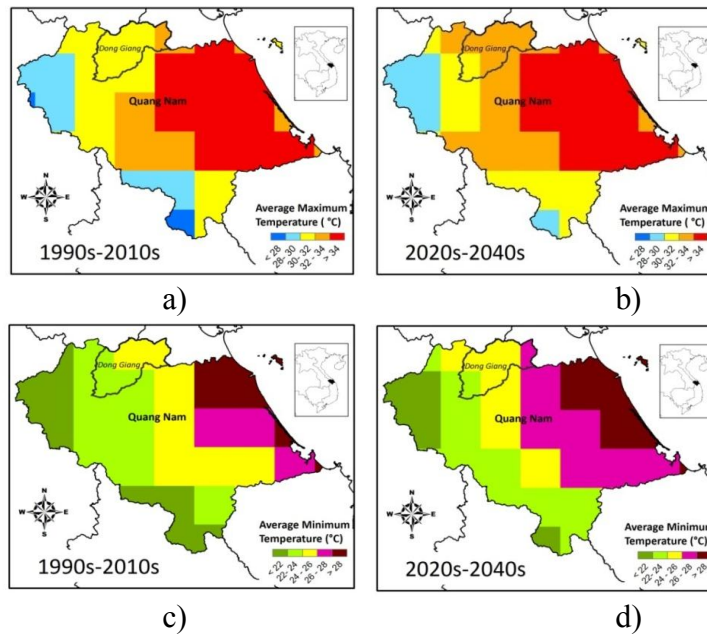 Dong Giang
Quang Nam
N
W E
S
Average Maximum
Temperature ( °C)
< 28
28-30
30-32
32-34
> 34
1990s-2010s
a)
Dong Giang
Quang Nam
N
W E
S
Average Maximum
Temperature (°C)
< 28
28-30
30-32
32-34
> 34
2020s-2040s
b)
Dong Giang
Quang Nam
N
W E
S
Average Minimum
Temperature (°C)
< 22
22-24
24-26
26-28
> 28
1990s-2010s
c)
Dong Giang
Quang Nam
N
W E
S
Average Minimum
Temperature (°C)
< 22
22-24
24-26
26-28
> 28
2020s-2040s
d)